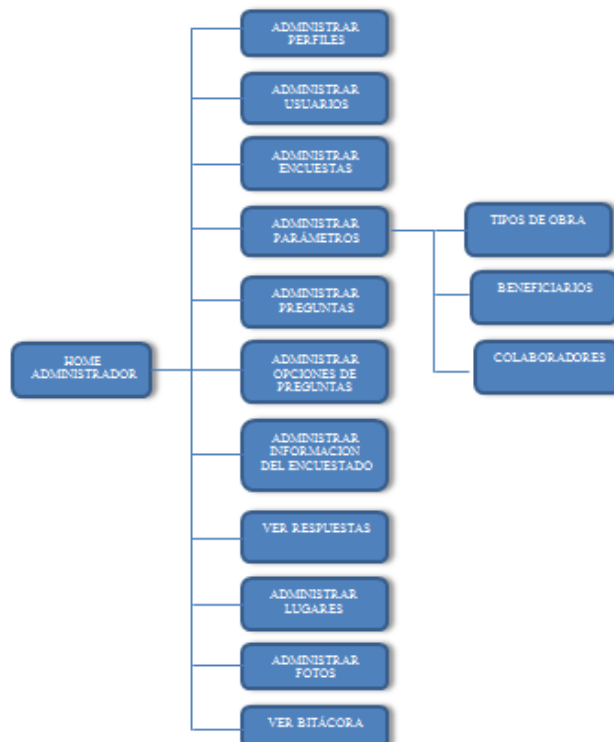 ADMINISTRAR
PERFILES
ADMINISTRAR
USUARIOS
ADMINISTRAR
ENCUESTAS
ADMINISTRAR
PARÁMETROS
TIPOS DE OBRA
BENEFICIARIOS
COLABORADORES
ADMINISTRAR
PREGUNTAS
HOME
ADMINISTRADOR
ADMINISTRAR
OPCIONES DE
PREGUNTAS
ADMINISTRAR
INFORMACION
DEL ENCUESTADO
VER RESPUESTAS
ADMINISTRAR
LUGARES
ADMINISTRAR
FOTOS
VER BITÁCORA